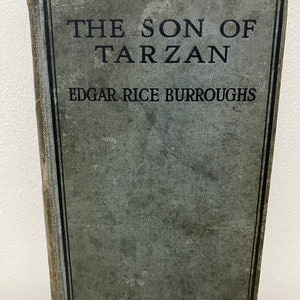 THE SON OF
TARZAN
EDGAR RICE BURROUGHS